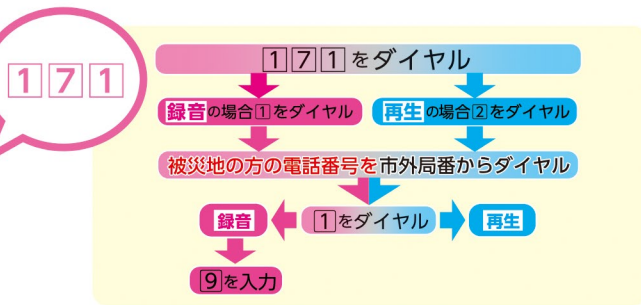 171
171をダイヤル
録音の場合1をダイヤル
再生の場合2をダイヤル
被災地の方の電話番号を市外局番からダイヤル
録音
1をダイヤル
再生
9を入力